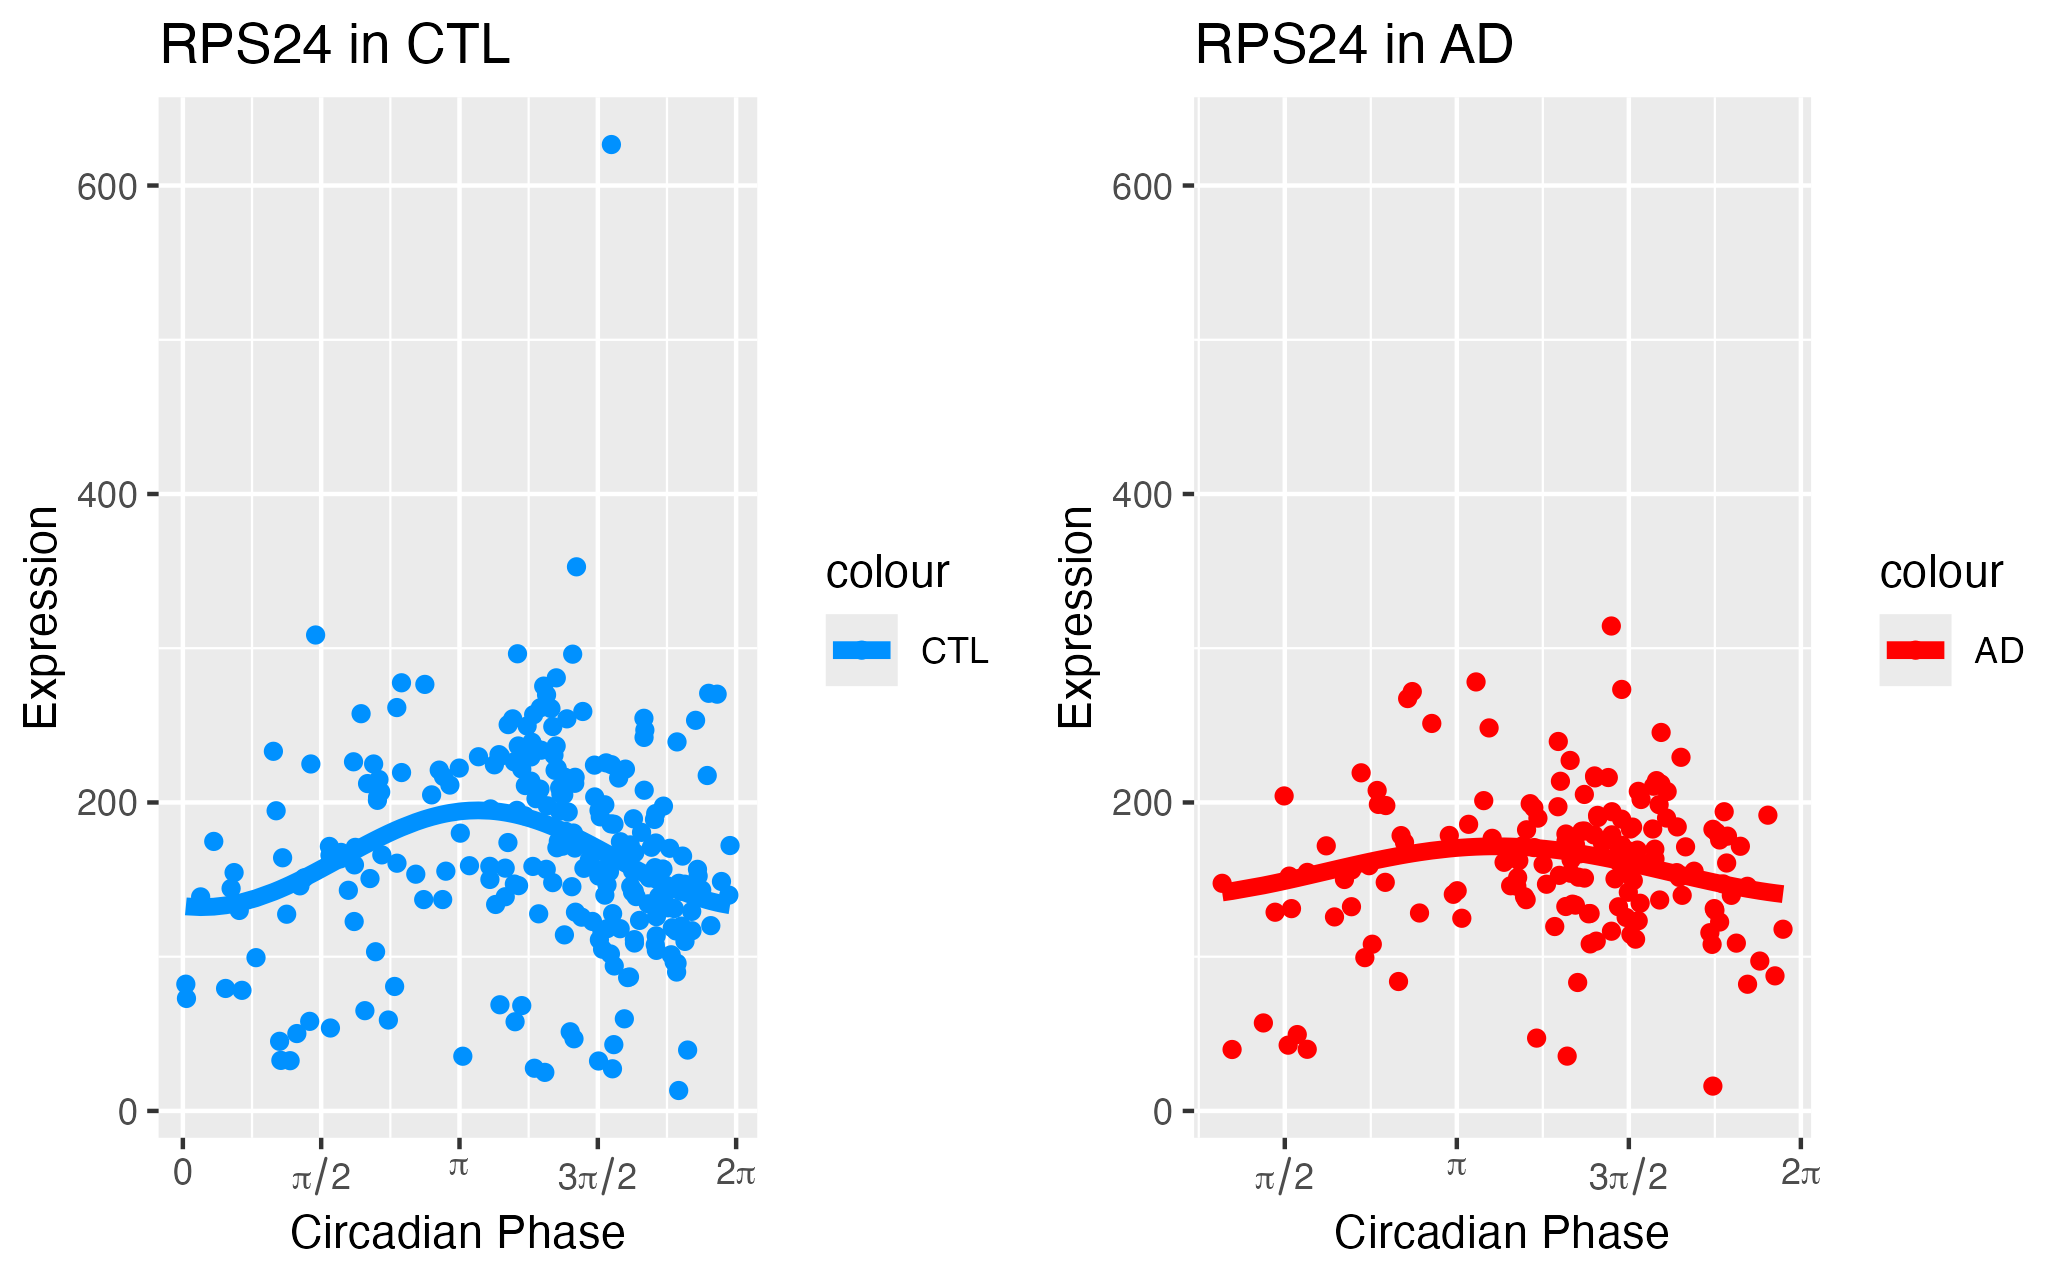 RPS24 in CTL
Expression
600
400
200
0
0 π/2 π 3π/2 2π
Circadian Phase
colour
CTL
RPS24 in AD
Expression
600
400
200
0
π/2 π 3π/2 2π
Circadian Phase
colour
AD